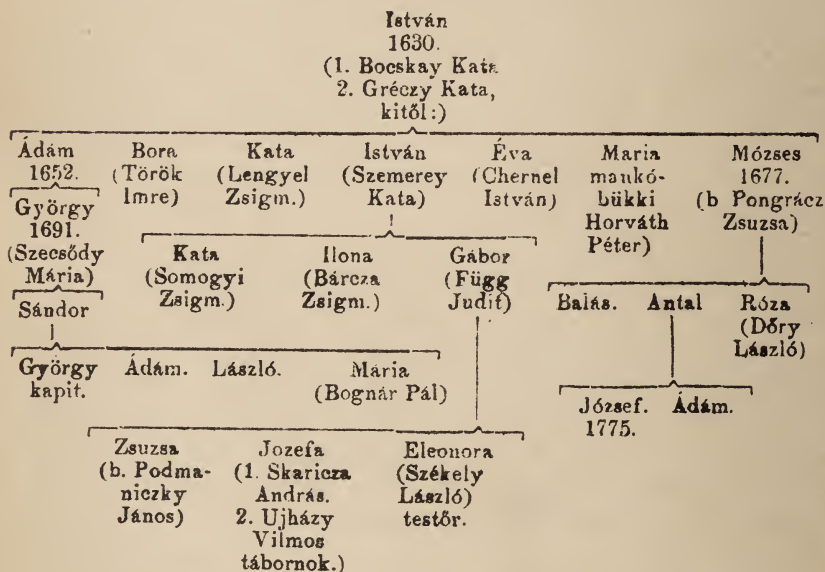 István
1630.
(1. Bocskay Kata
2. Gréczy Kata,
kitől:)
Ádám Bora Kata István Éva Maria Mózses
1652. (Török (Lengyel (Szemerey (Chernel mankó- 1677.
György Imre) Zsigm.) Kata) István) bükki (b Pongrácz
1691. Horváth Zsuzsa)
(Szecsődy Kata Ilona Gábor Péter)
Mária) (Somogyi (Bárcza (Függ
Sándor Zsigm.) Zsigm.) Judit) Balás. Antal Róza
(Dőry
György Ádám. László. Mária László)
kapit. (Bognár Pál)
József. Ádám.
1775.
Zsuzsa Jozefa Eleonora
(b. Podma- (1. Skaricza (Székely
niczky András. László)
János) 2. Ujházy testőr.
Vilmos
tábornok.)